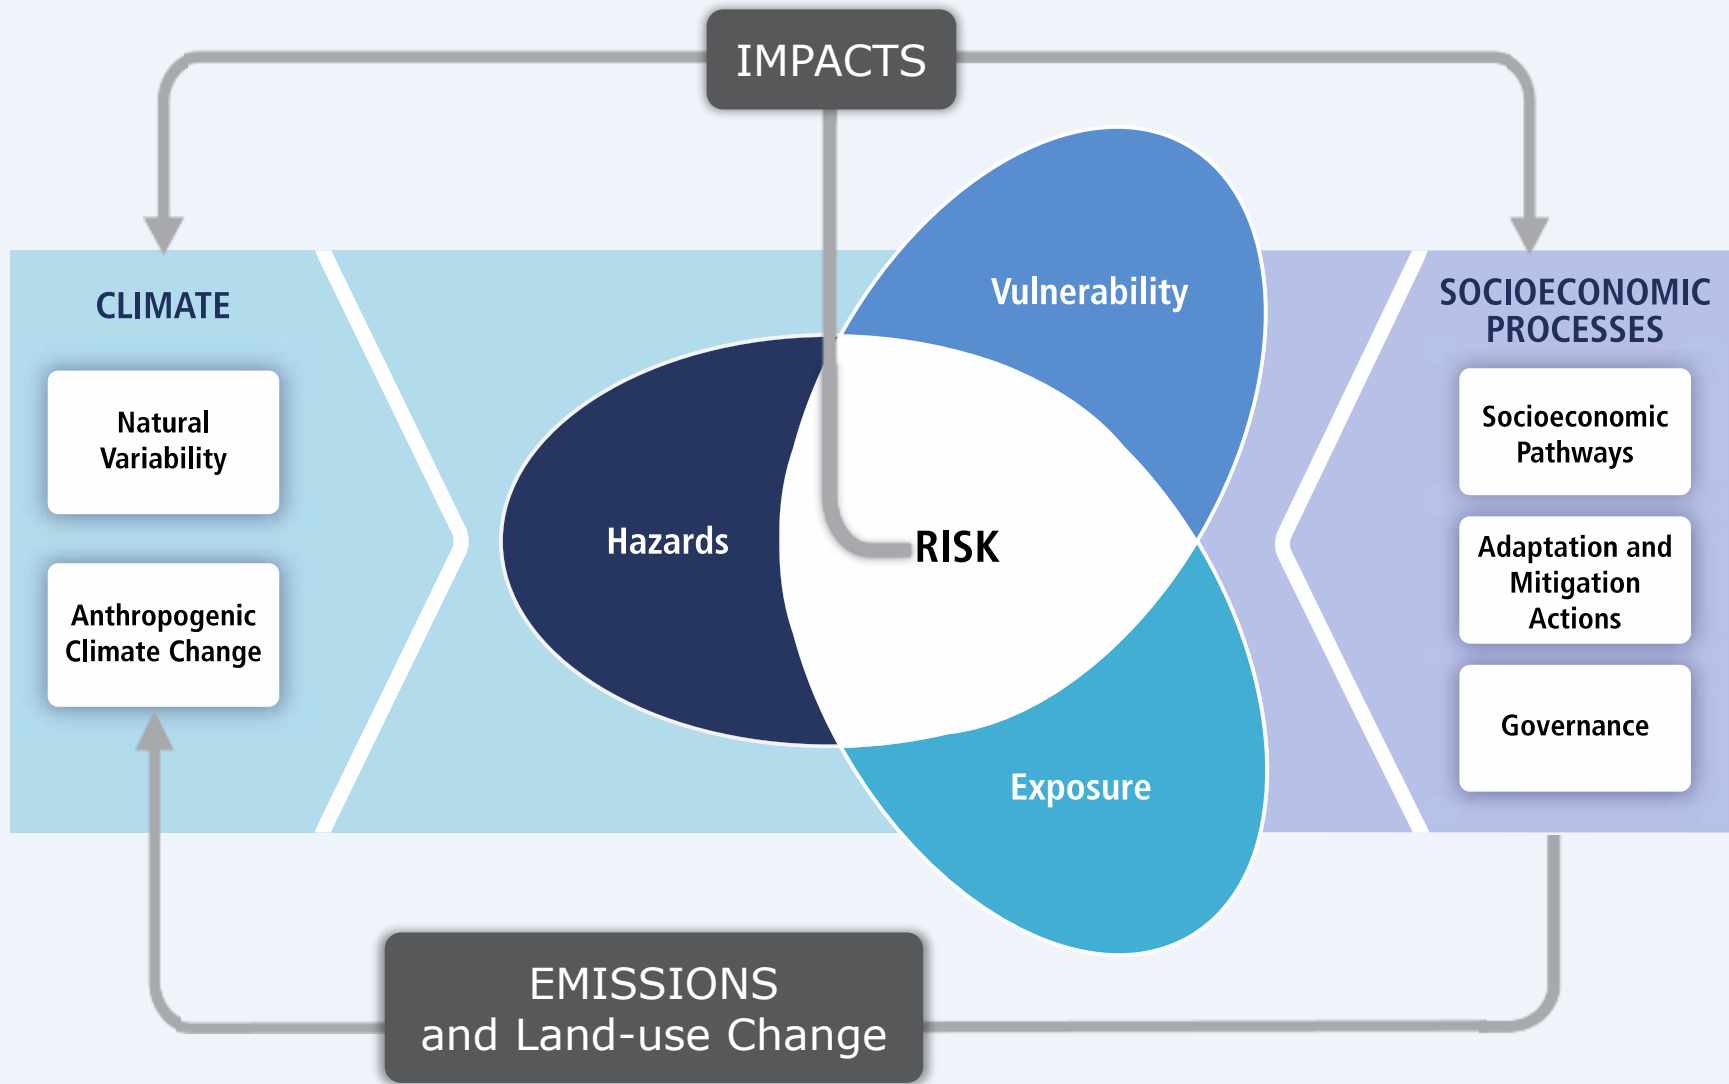 IMPACTS
CLIMATE
Natural
Variability
Anthropogenic
Climate Change
Vulnerability
Hazards
RISK
Exposure
SOCIOECONOMIC
PROCESSES
Socioeconomic
Pathways
Adaptation and
Mitigation
Actions
Governance
EMISSIONS
and Land-use Change